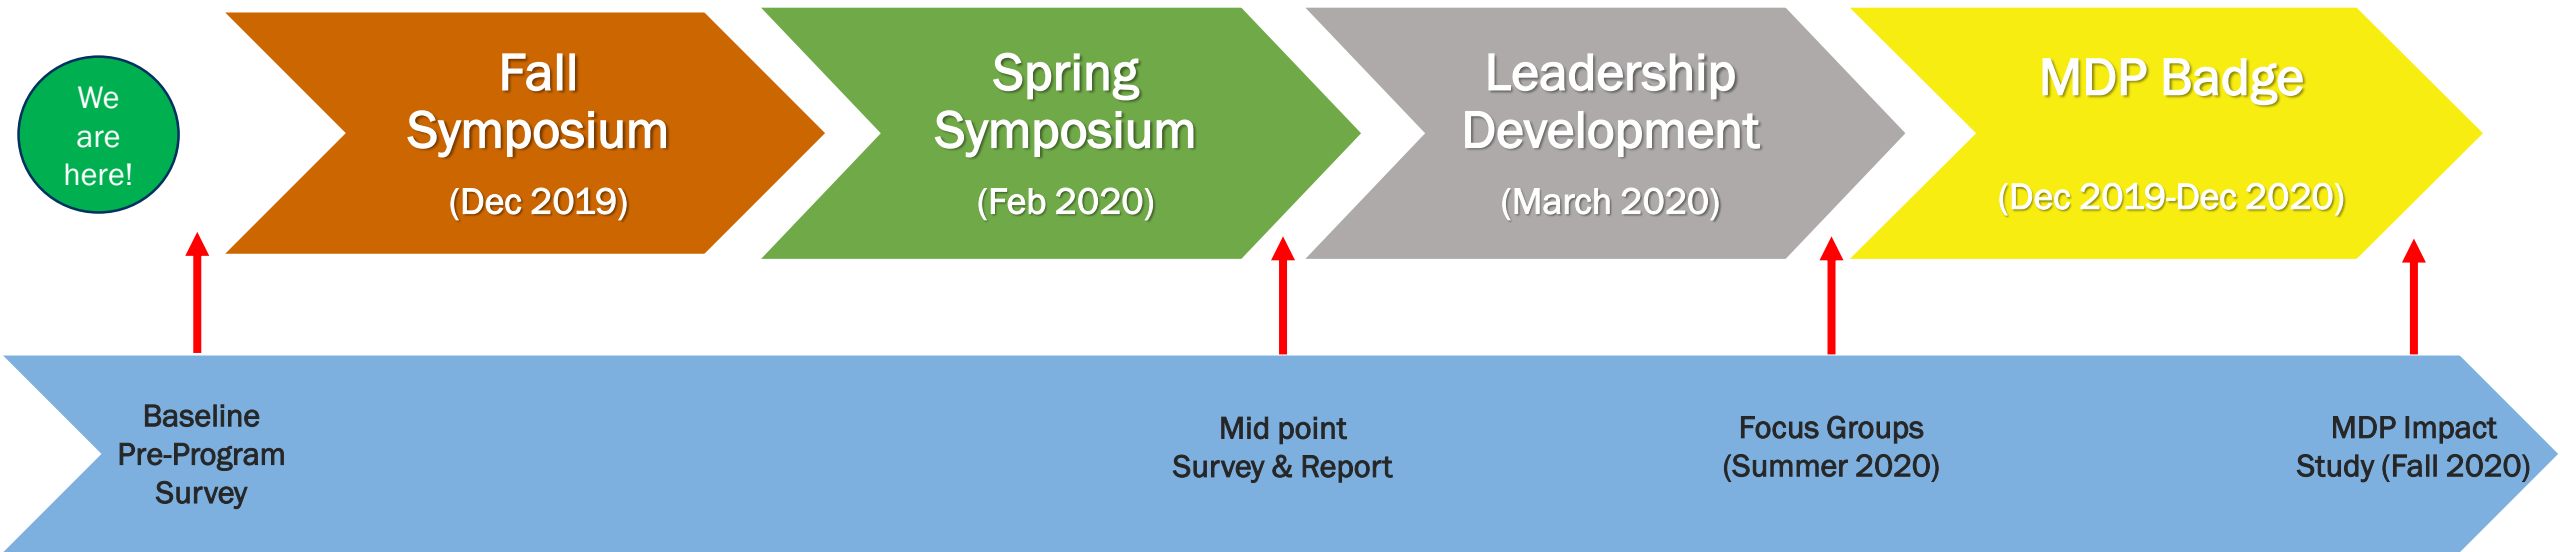 We
are
here!
Fall
Symposium
(Dec 2019)
Spring
Symposium
(Feb 2020)
Leadership
Development
(March 2020)
MDP Badge
(Dec 2019-Dec 2020)
Baseline
Pre-Program
Survey
Mid point
Survey & Report
Focus Groups
(Summer 2020)
MDP Impact
Study (Fall 2020)